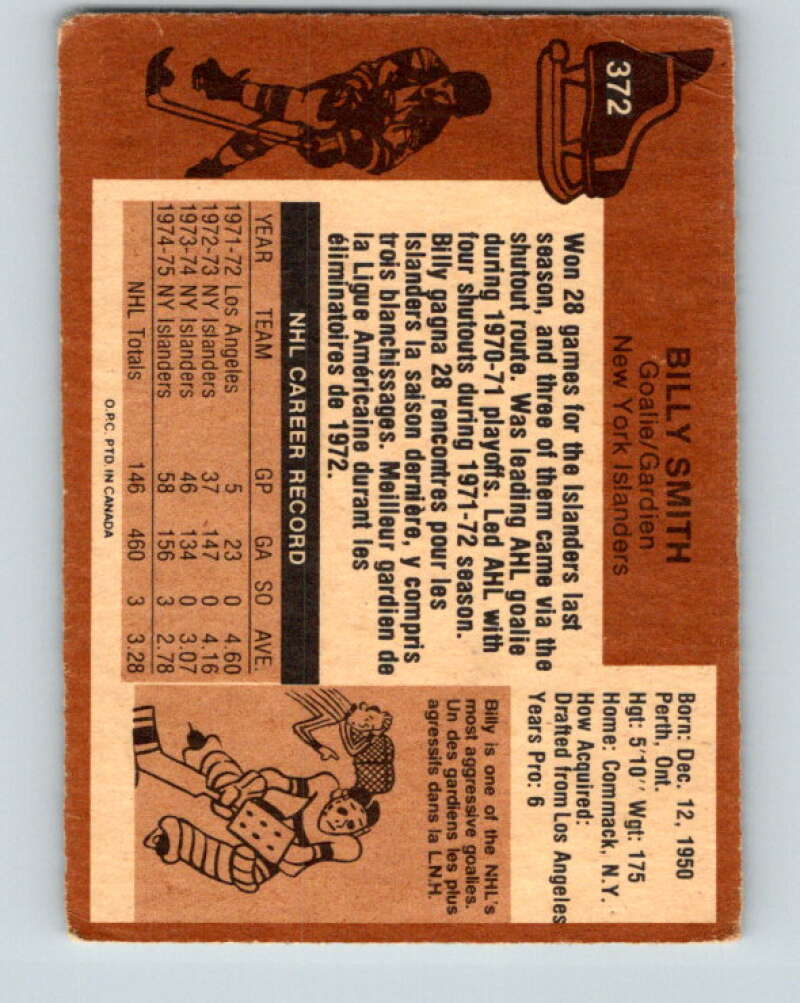 372
BILLY SMITH
Goalie/Gardien
New York Islanders
Born: Dec. 12, 1950
Perth, Ont.
Hgt: 5'10" Wgt: 175
Home: Commack, N.Y.
How Acquired:
Drafted from Los Angeles
Years Pro: 6
Won 28 games for the Islanders last
season, and three of them came via the
shutout route. Was leading AHL goalie
during 1970-71 playoffs. Led AHL with
four shutouts during 1971-72 season.
Billy gagna 28 rencontres pour les
Islanders la saison dernière, y compris
trois blanchissages. Meilleur gardien de
la Ligue Américaine durant les
éliminatoires de 1972.
NHL CAREER RECORD
YEAR TEAM GP GA SO AVE.
1971-72 Los Angeles 5 23 0 4.60
1972-73 NY Islanders 37 147 0 4.16
1973-74 NY Islanders 46 134 0 3.07
1974-75 NY Islanders 58 156 3 2.78
NHL Totals 146 460 3 3.28
Billy is one of the NHL's
most aggressive goalies.
Un des gardiens les plus
agressifs dans la L.N.H.
O.P.C. PTD. IN CANADA